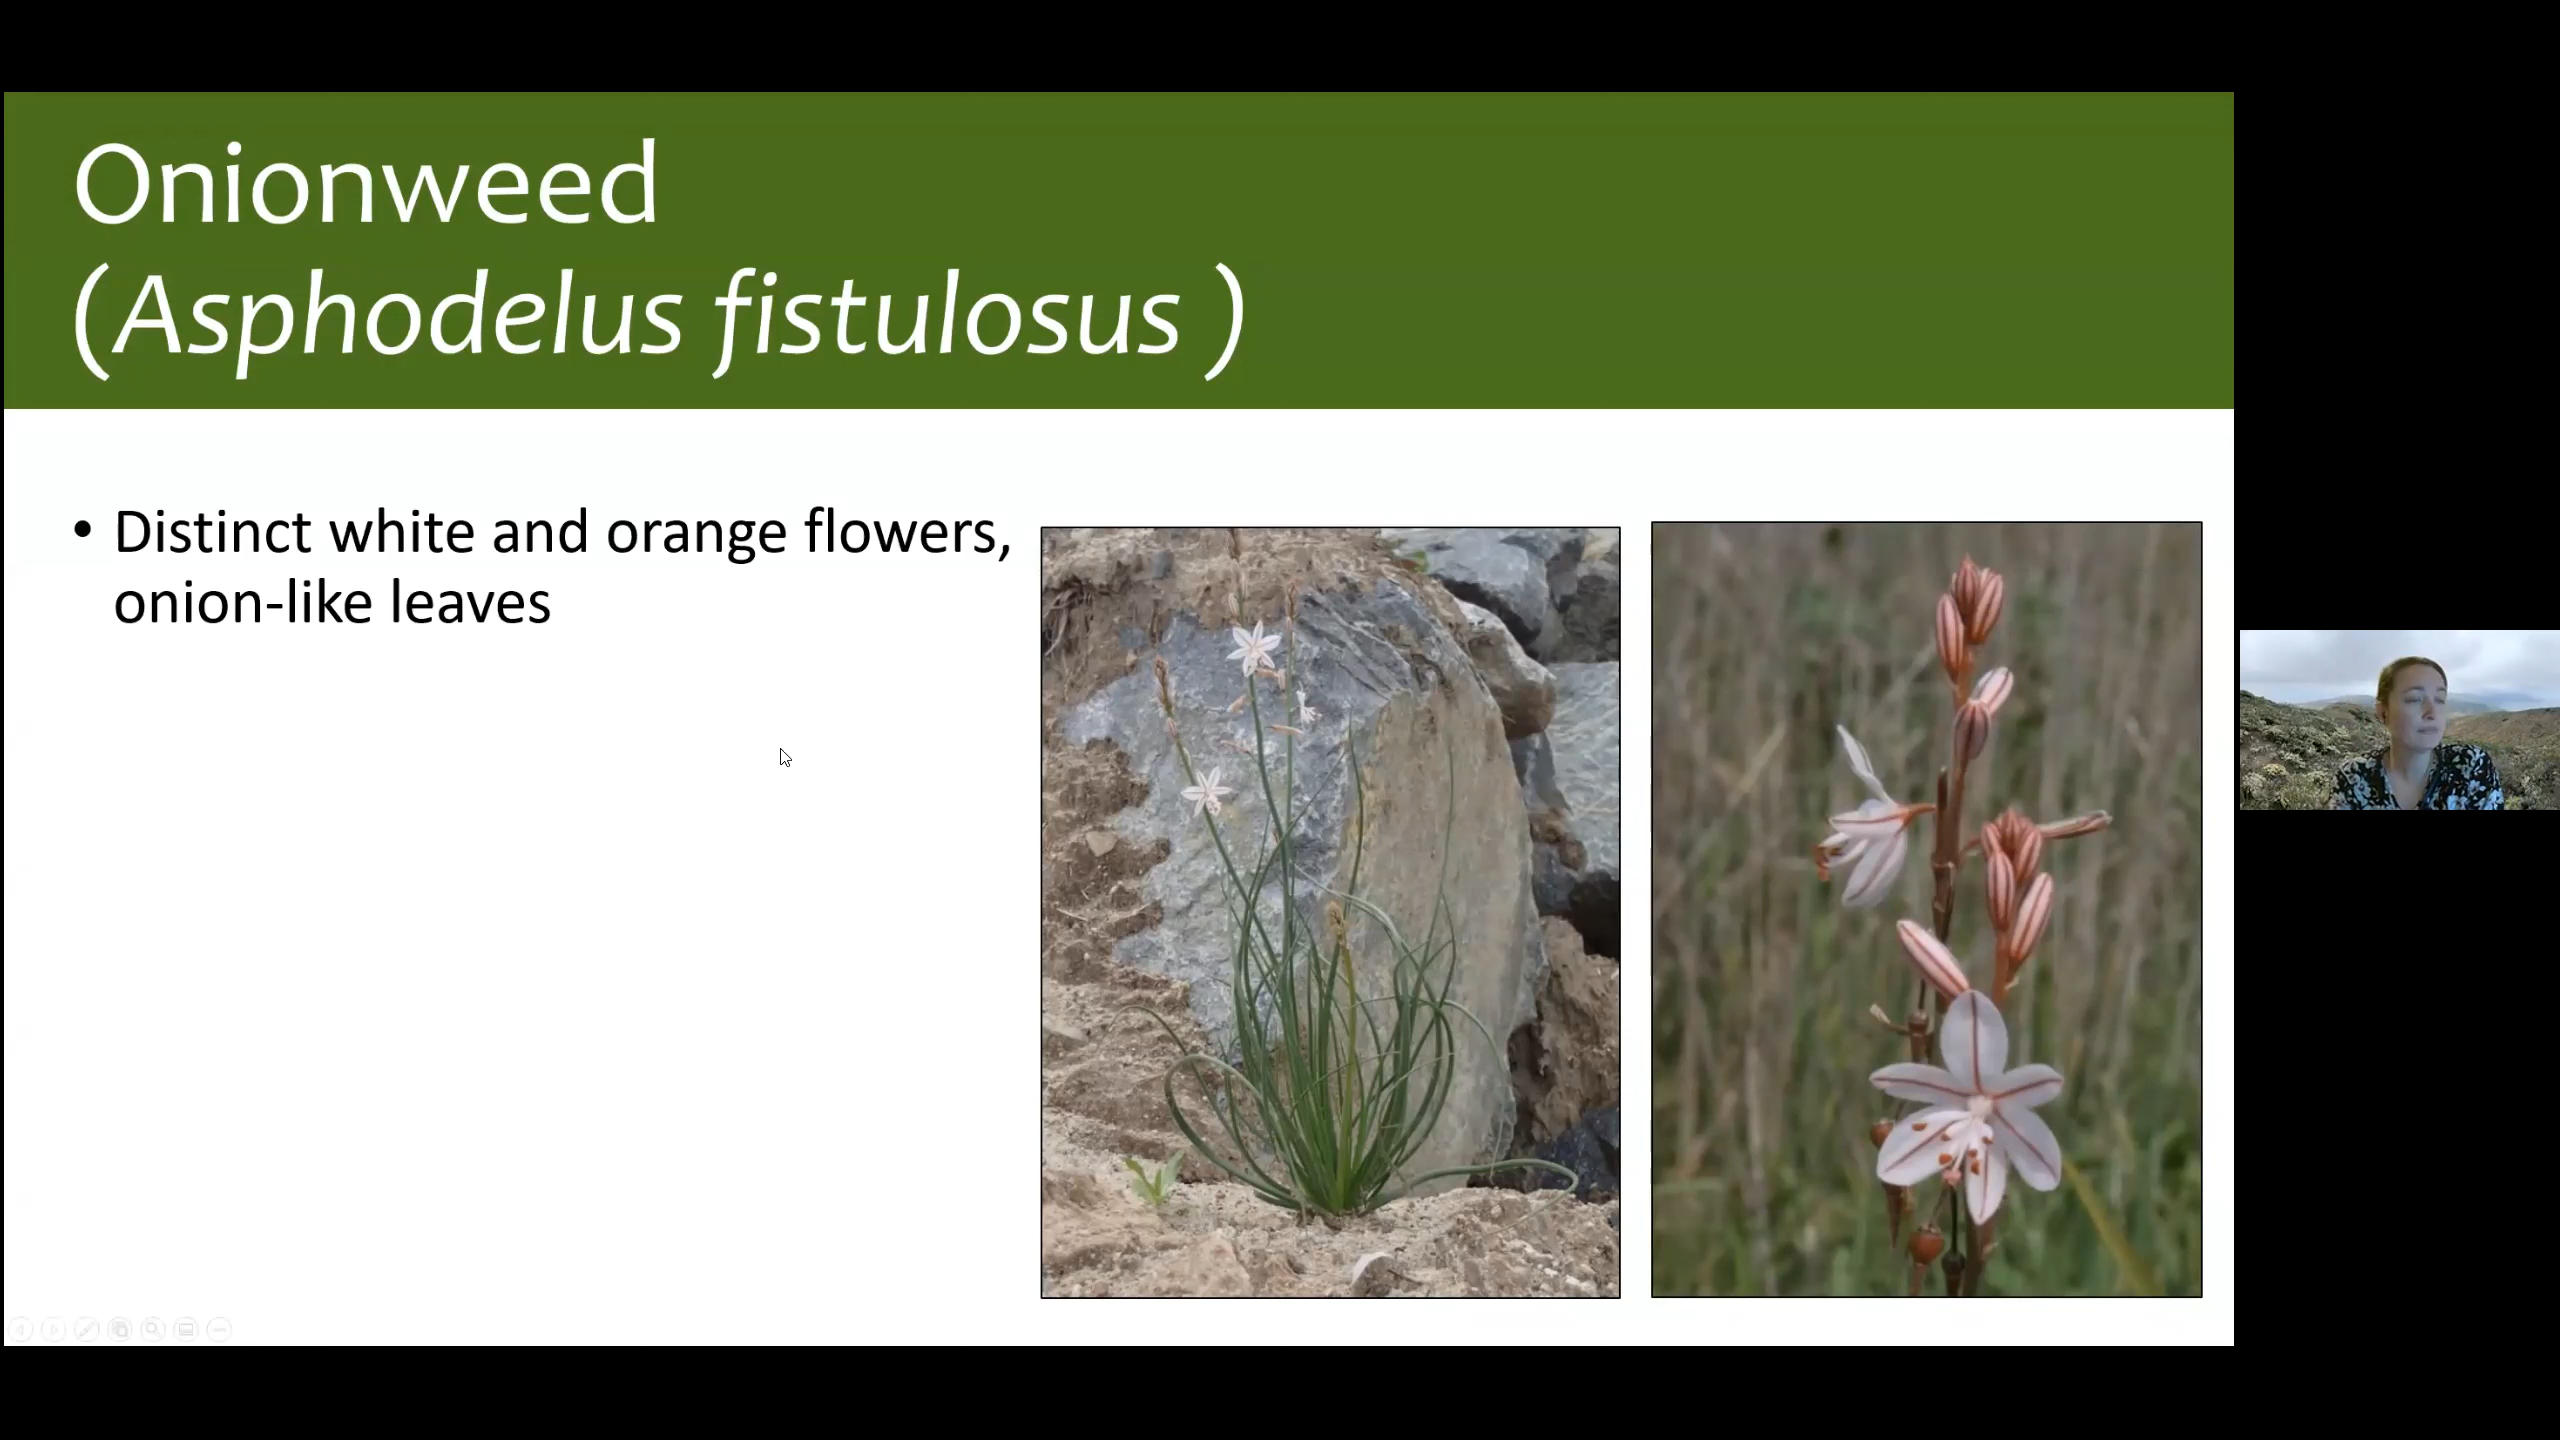 Onionweed
(Asphodelus fistulosus )
• Distinct white and orange flowers,
onion-like leaves